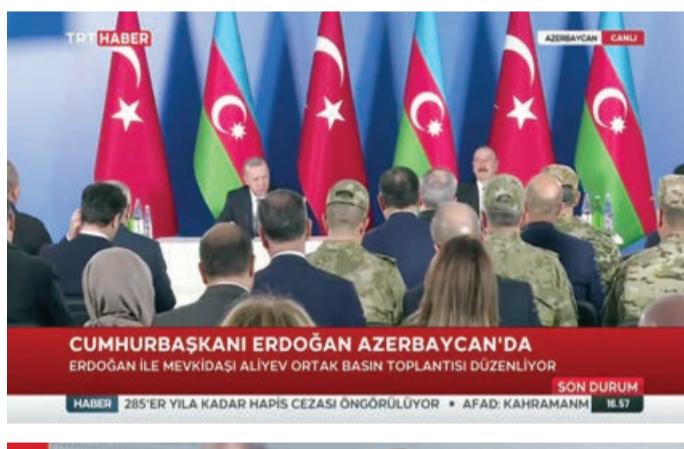 TRT HABER
AZERBAYCAN CANLI
CUMHURBAŞKANI ERDOĞAN AZERBAYCAN'DA
ERDOĞAN İLE MEVKİDAŞI ALİYEV ORTAK BASIN TOPLANTISI DÜZENLİYOR
SON DURUM
HABER 285'ER YILA KADAR HAPİS CEZASI ÖNGÖRÜLÜYOR • AFAD: KAHRAMANM 16.57